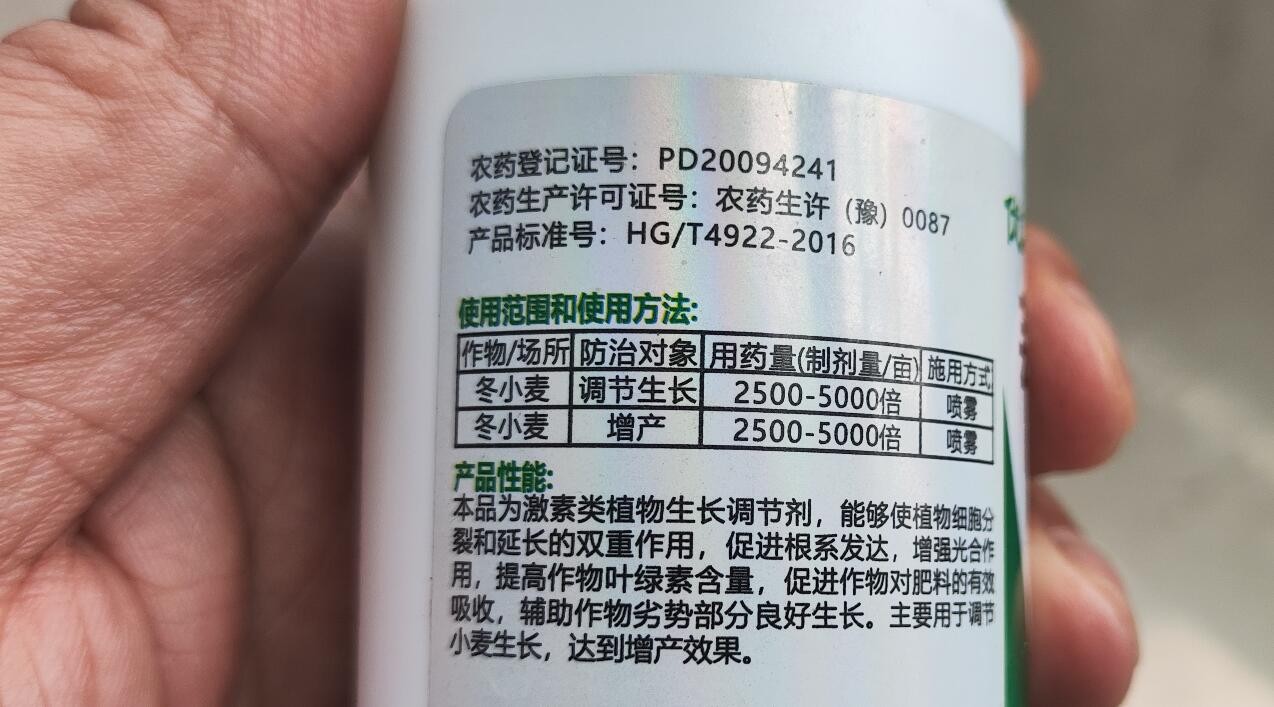 农药登记证号：PD20094241
农药生产许可证号：农药生许（豫）0087
产品标准号：HG/T4922-2016
使用范围和使用方法:
作物/场所 防治对象 用药量(制剂量/亩) 施用方式
冬小麦 调节生长 2500-5000倍 喷雾
冬小麦 增产 2500-5000倍 喷雾
产品性能:
本品为激素类植物生长调节剂，能够使植物细胞分
裂和延长的双重作用，促进根系发达，增强光合作
用，提高作物叶绿素含量，促进作物对肥料的有效
吸收，辅助作物劣势部分良好生长。主要用于调节
小麦生长，达到增产效果。